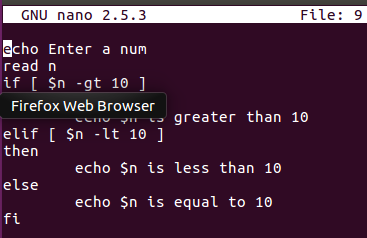 GNU nano 2.5.3 File: 9
echo Enter a num
read n
if [ $n -gt 10 ]
Firefox Web Browser
echo $n is greater than 10
elif [ $n -lt 10 ]
then
echo $n is less than 10
else
echo $n is equal to 10
fi